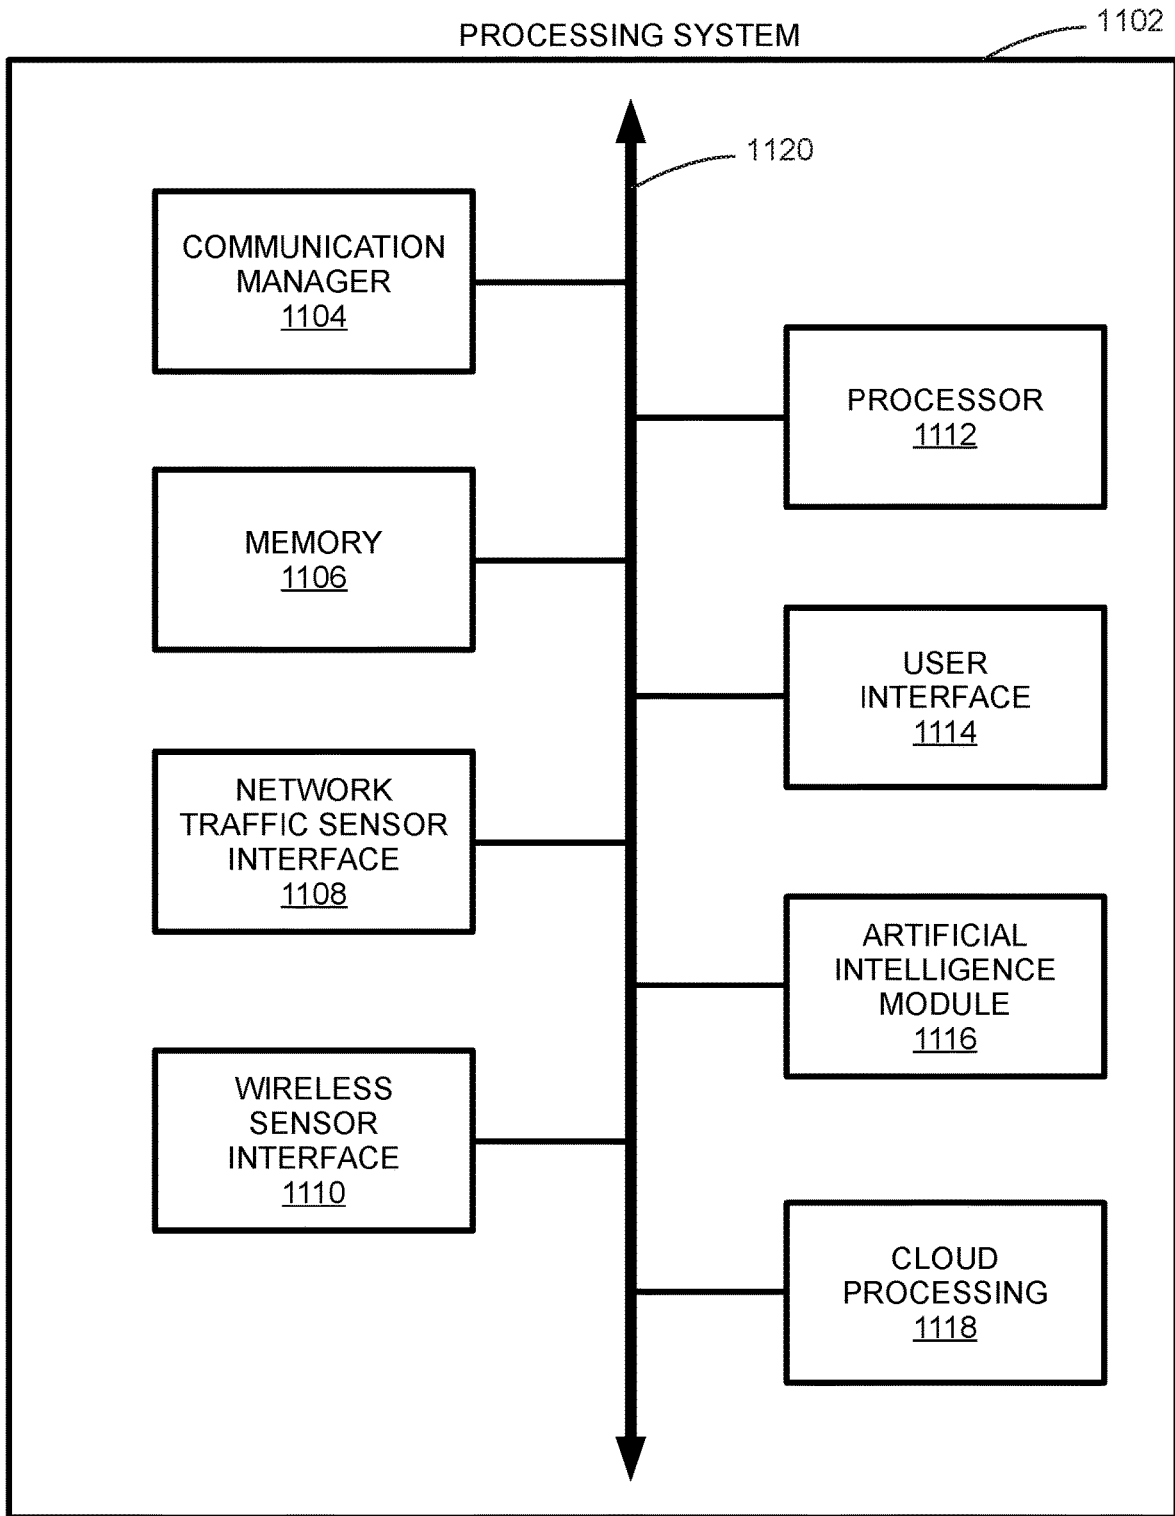 PROCESSING SYSTEM
1102
1120
COMMUNICATION
MANAGER
1104
PROCESSOR
1112
MEMORY
1106
USER
INTERFACE
1114
NETWORK
TRAFFIC SENSOR
INTERFACE
1108
ARTIFICIAL
INTELLIGENCE
MODULE
1116
WIRELESS
SENSOR
INTERFACE
1110
CLOUD
PROCESSING
1118